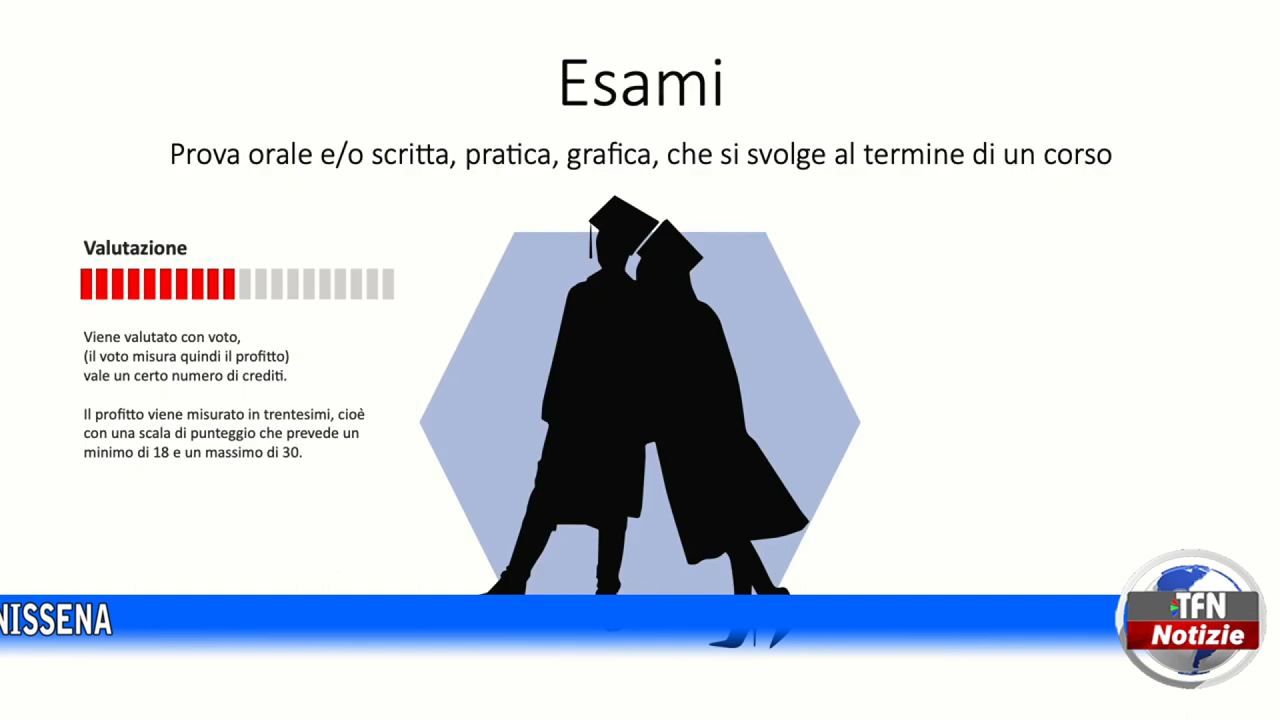 Esami
Prova orale e/o scritta, pratica, grafica, che si svolge al termine di un corso
Valutazione
Viene valutato con voto,
(il voto misura quindi il profitto)
vale un certo numero di crediti.
Il profitto viene misurato in trentesimi, cioè
con una scala di punteggio che prevede un
minimo di 18 e un massimo di 30.
NISSENA
TFN
Notizie